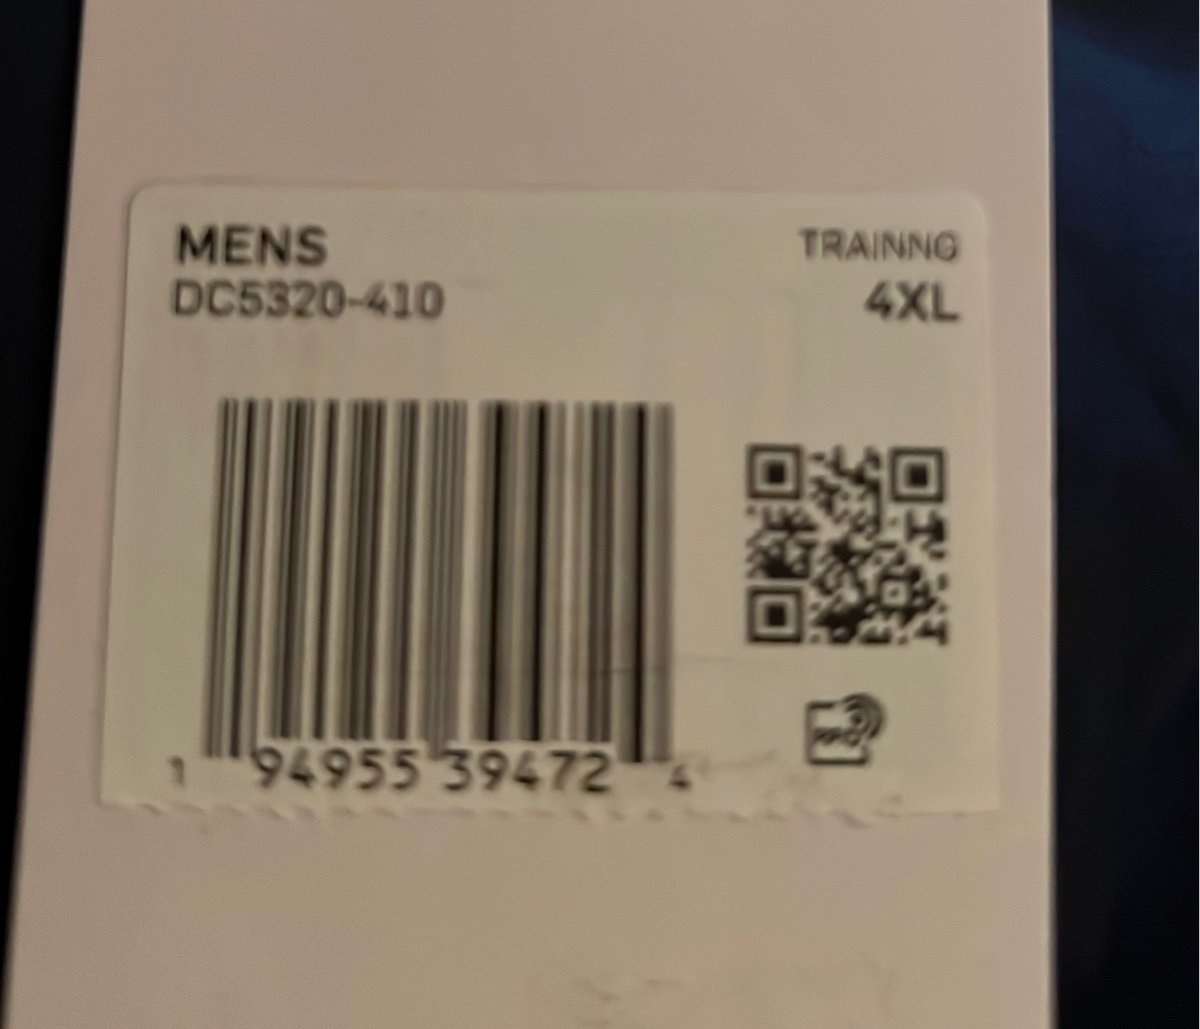 MENS
TRAINNG
DC5320-410
4XL
1 94955 39472 4